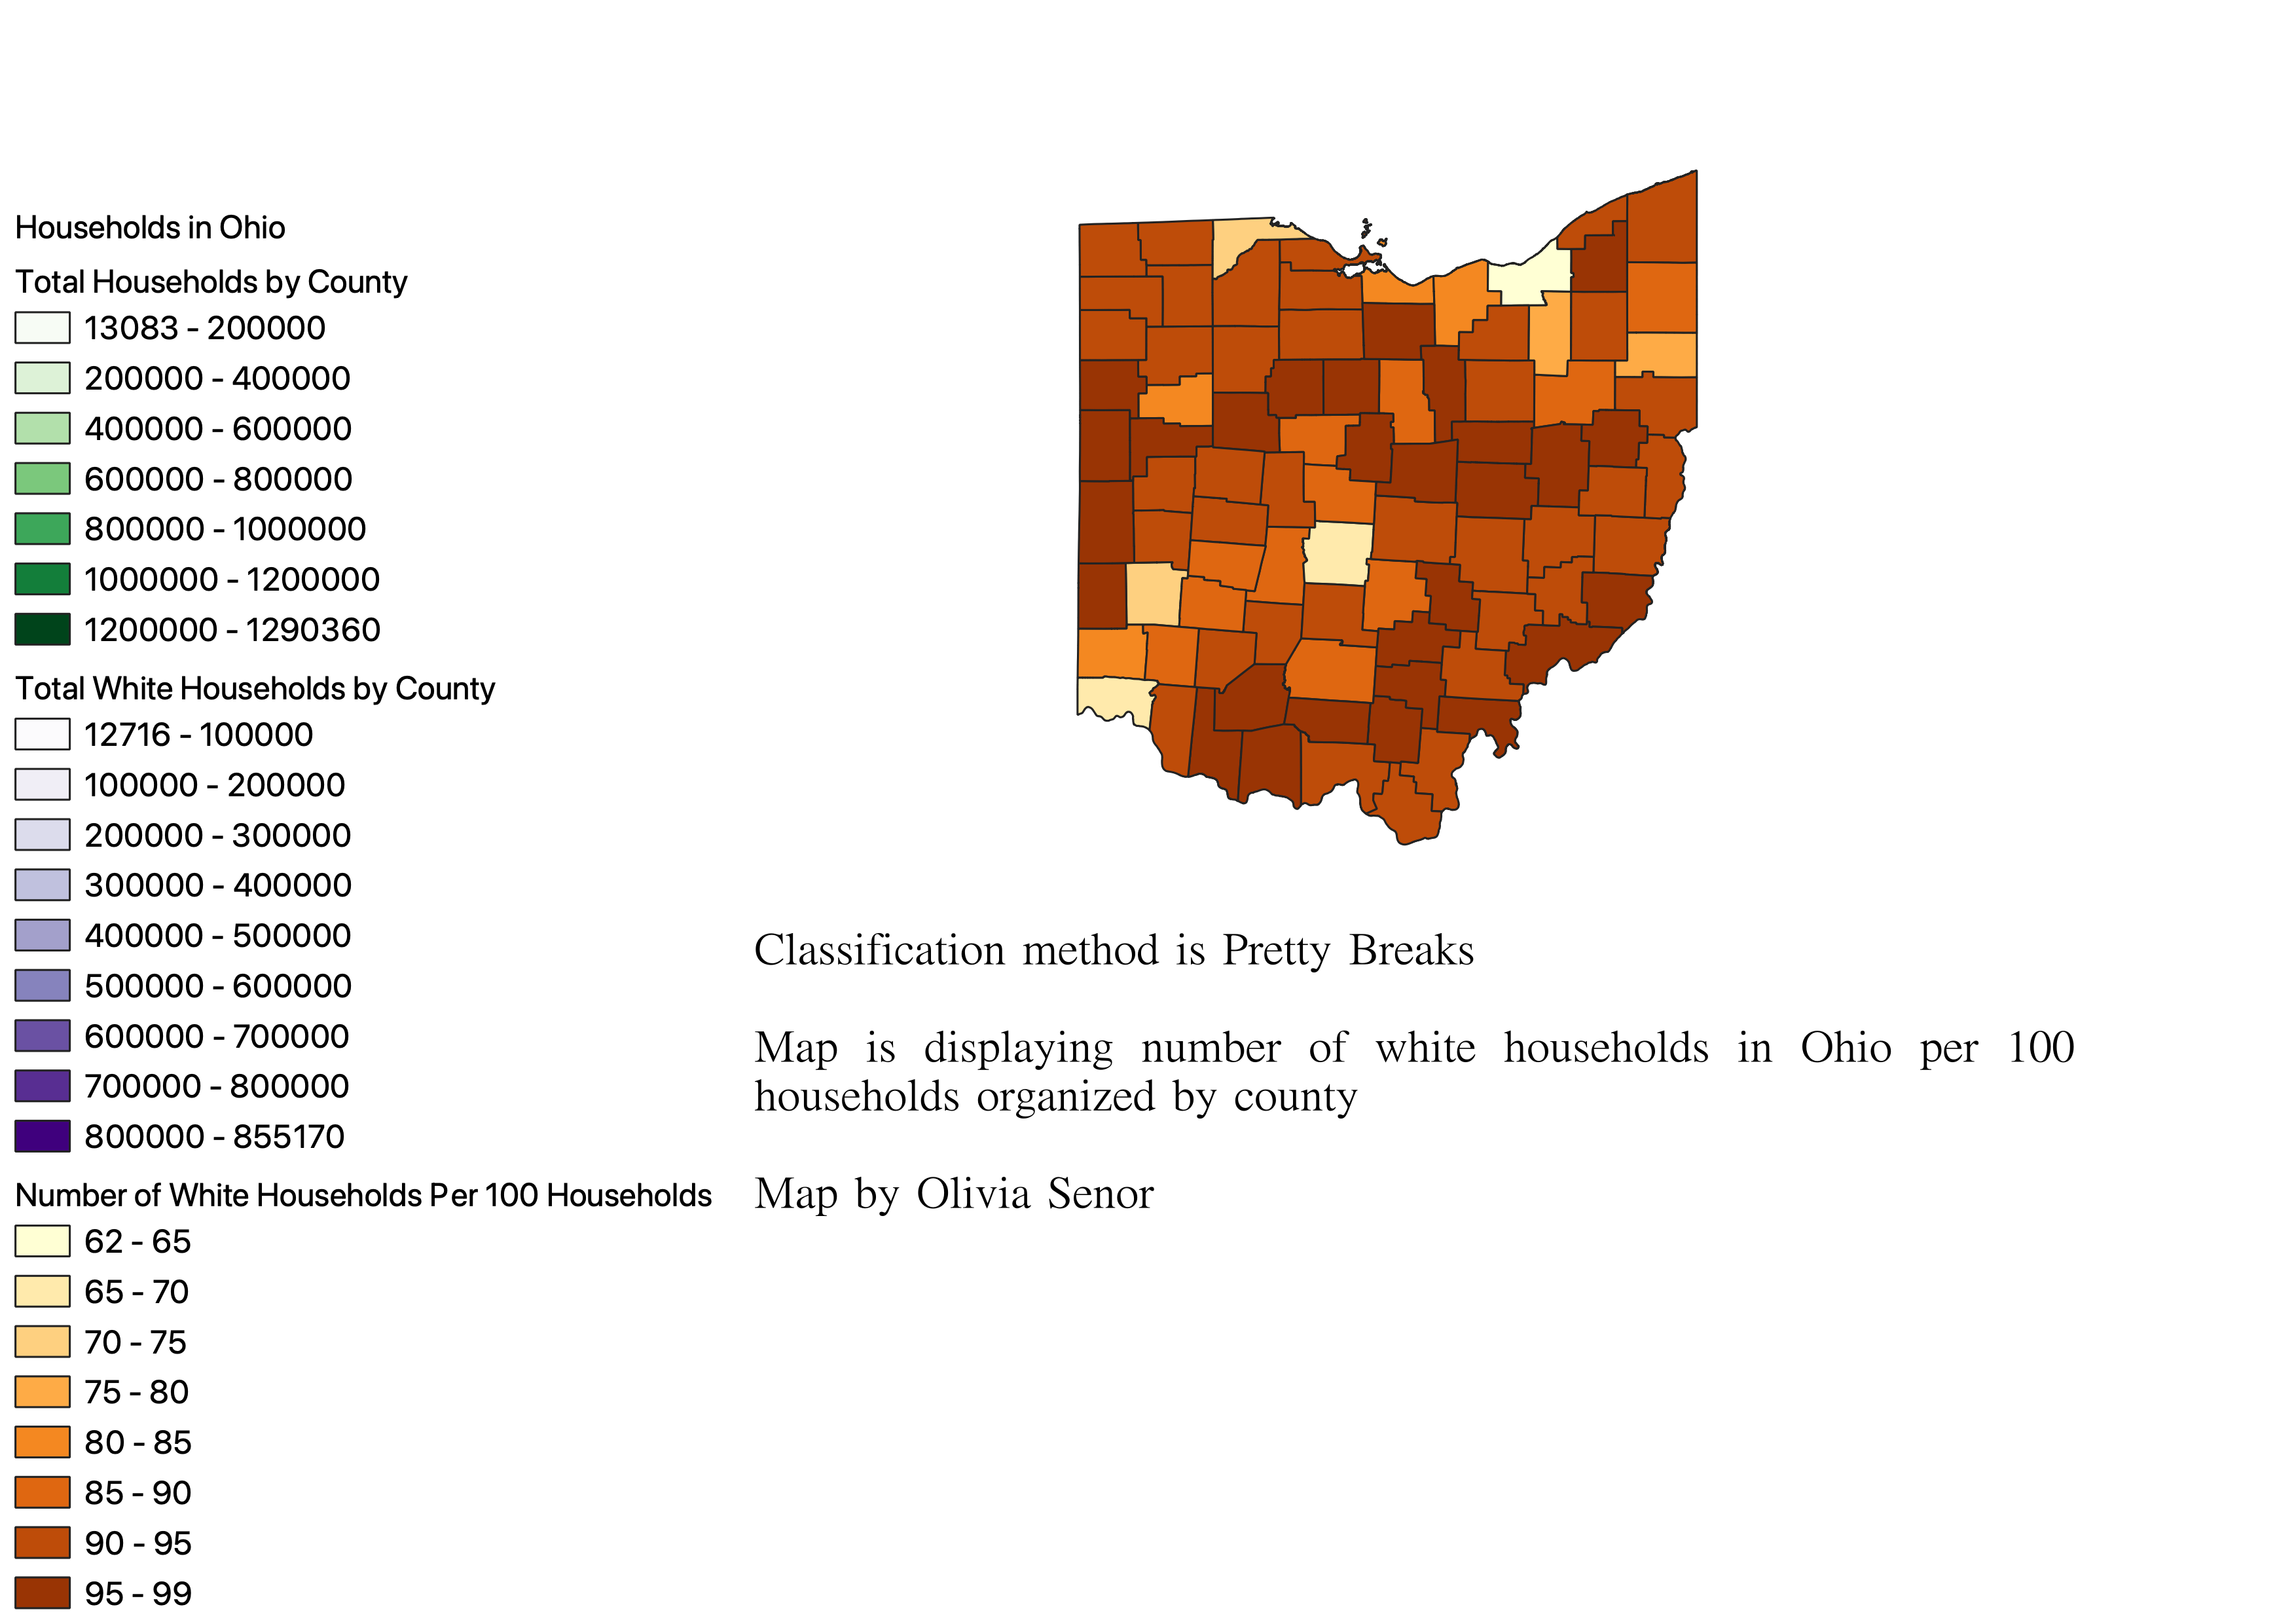 Households in Ohio
Total Households by County
13083 - 200000
200000 - 400000
400000 - 600000
600000 - 800000
800000 - 1000000
1000000 - 1200000
1200000 - 1290360
Total White Households by County
12716 - 100000
100000 - 200000
200000 - 300000
300000 - 400000
400000 - 500000
500000 - 600000
600000 - 700000
700000 - 800000
800000 - 855170
Number of White Households Per 100 Households
62 - 65
65 - 70
70 - 75
75 - 80
80 - 85
85 - 90
90 - 95
95 - 99
Classification method is Pretty Breaks
Map is displaying number of white households in Ohio per 100
households organized by county
Map by Olivia Senor